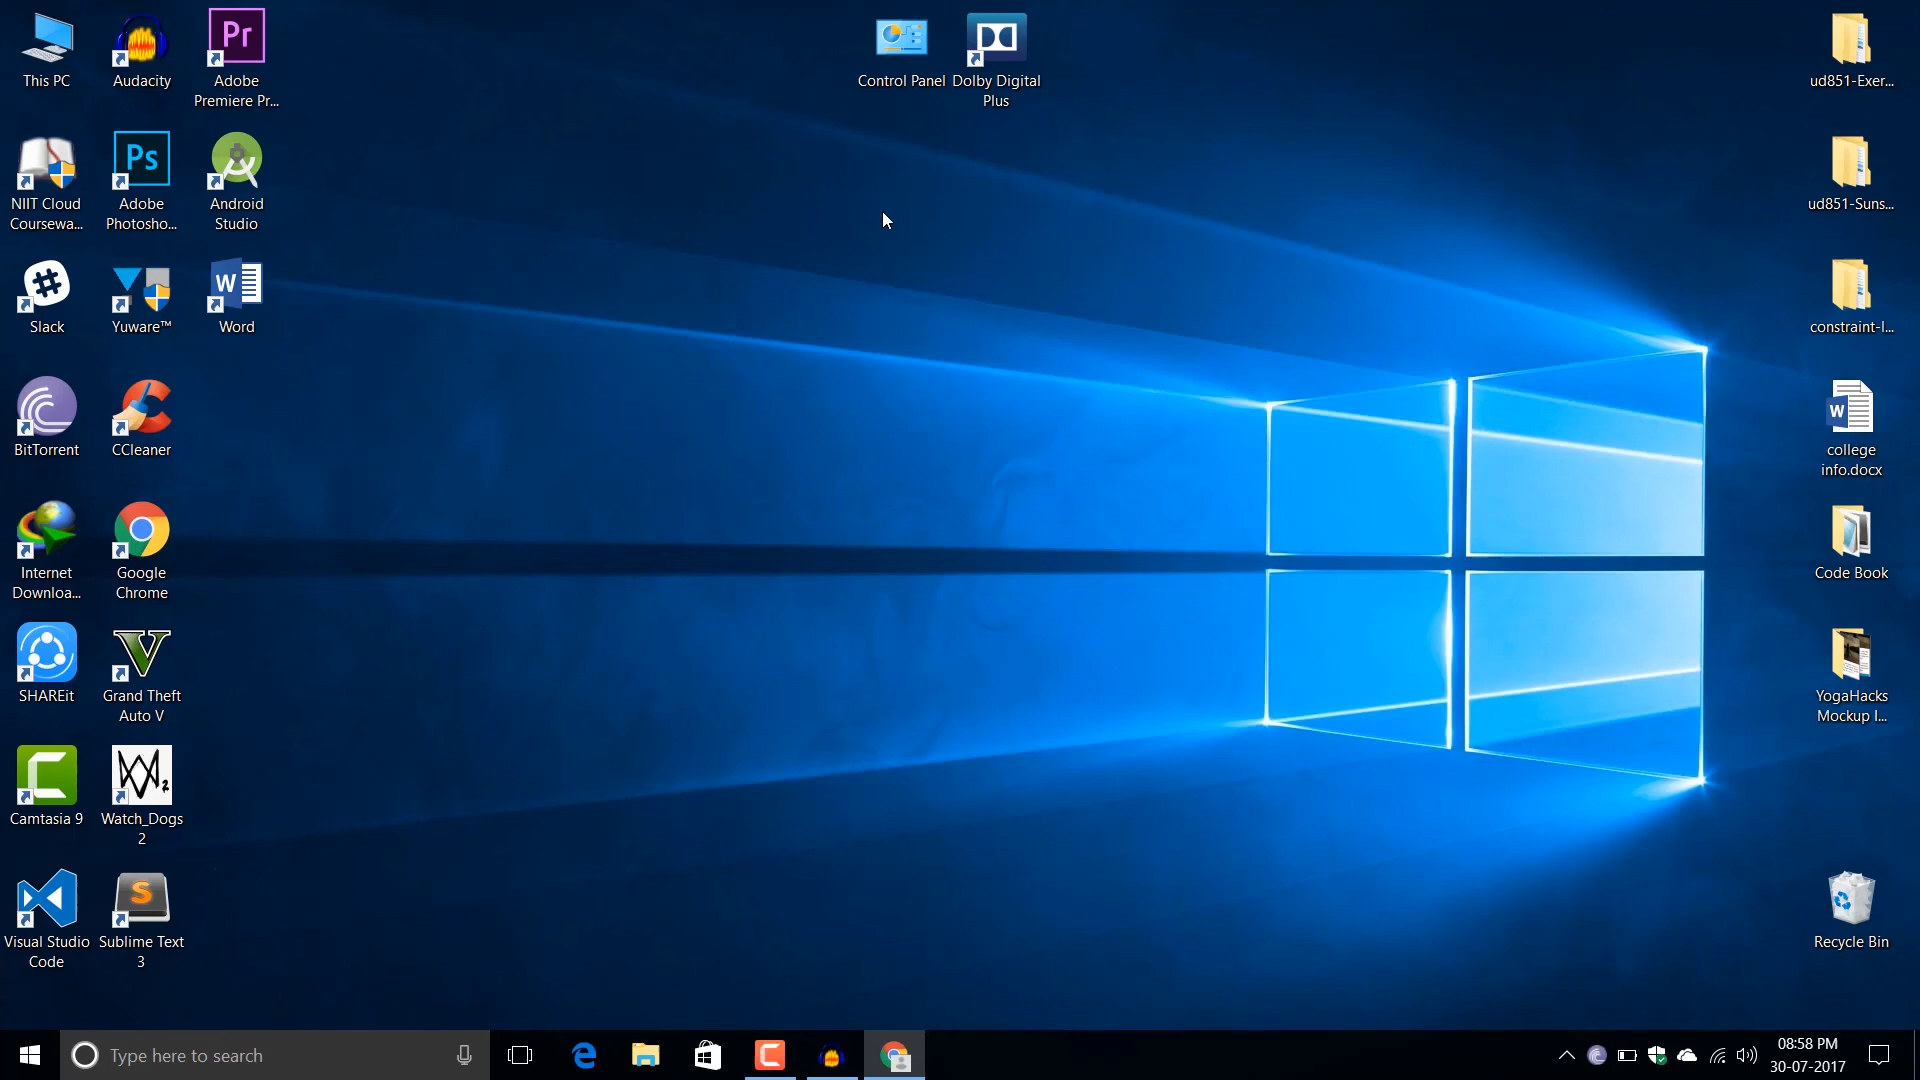 This PC
Audacity
Pr
Adobe
Premiere Pr...
Control Panel
Dolby Digital
Plus
ud851-Exer...
NIIT Cloud
Coursewa...
Ps
Adobe
Photosho...
Android
Studio
ud851-Suns...
Slack
Yuware™
W
Word
constraint-l...
BitTorrent
CCleaner
W
college
info.docx
Internet
Downloa...
Google
Chrome
Code Book
SHAREit
V
Grand Theft
Auto V
YogaHacks
Mockup I...
Camtasia 9
2
Watch_Dogs
2
Visual Studio
Code
S
Sublime Text
3
Recycle Bin
Type here to search
08:58 PM
30-07-2017